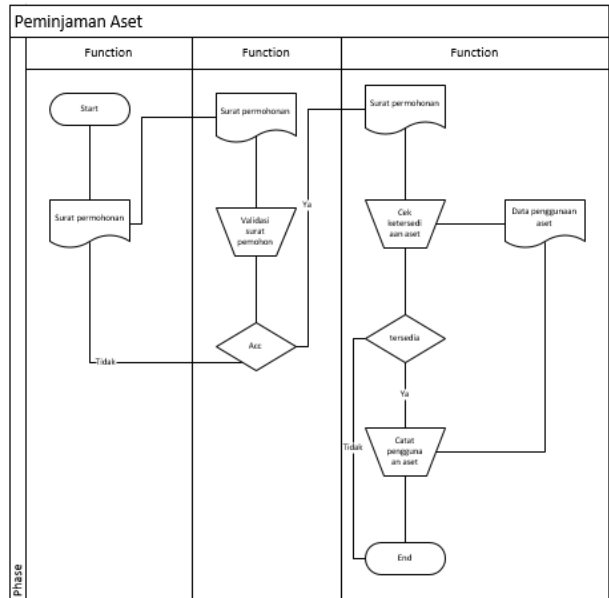 Peminjaman Aset
Function
Function
Function
Start
Surat permohonan
Surat permohonan
Surat permohonan
Ya
Validasi
surat
pemohon
Cek
ketersedi
aan aset
Data penggunaan
aset
Acc
Tidak
tersedia
Ya
Tidak
Catat
pengguna
an aset
End
Phase